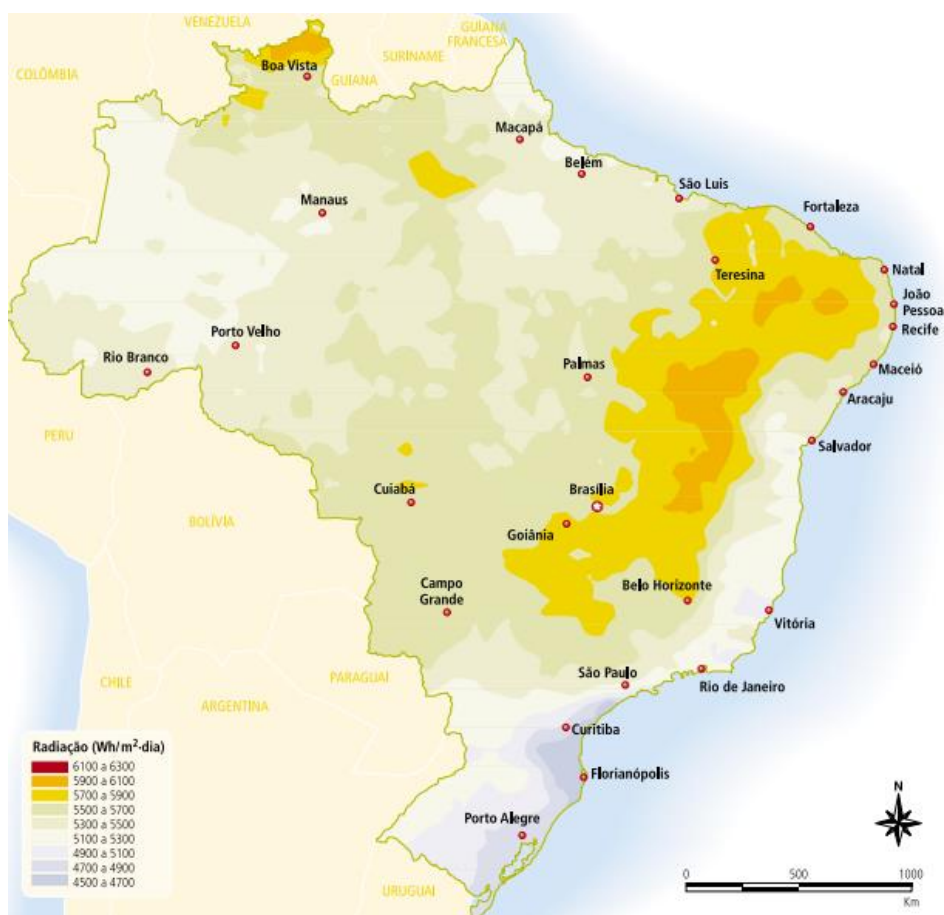 VENEZUELA
GUIANA
FRANCESA
SURINAME
COLÔMBIA
Boa Vista
GUIANA
Macapá
Belém
São Luis
Manaus
Fortaleza
Teresina
Natal
João
Pessoa
Recife
Porto Velho
Rio Branco
Palmas
Maceió
Aracaju
PERU
Salvador
Cuiabá
Brasília
BOLÍVIA
Goiânia
Campo
Grande
Belo Horizonte
Vitória
CHILE
PARAGUAI
São Paulo
Rio de Janeiro
ARGENTINA
Curitiba
Radiação (Wh/m²·dia)
6100 a 6300
5900 a 6100
5700 a 5900
5500 a 5700
5300 a 5500
5100 a 5300
4900 a 5100
4700 a 4900
4500 a 4700
Florianópolis
Porto Alegre
URUGUAI
N
0 500 1000
Km